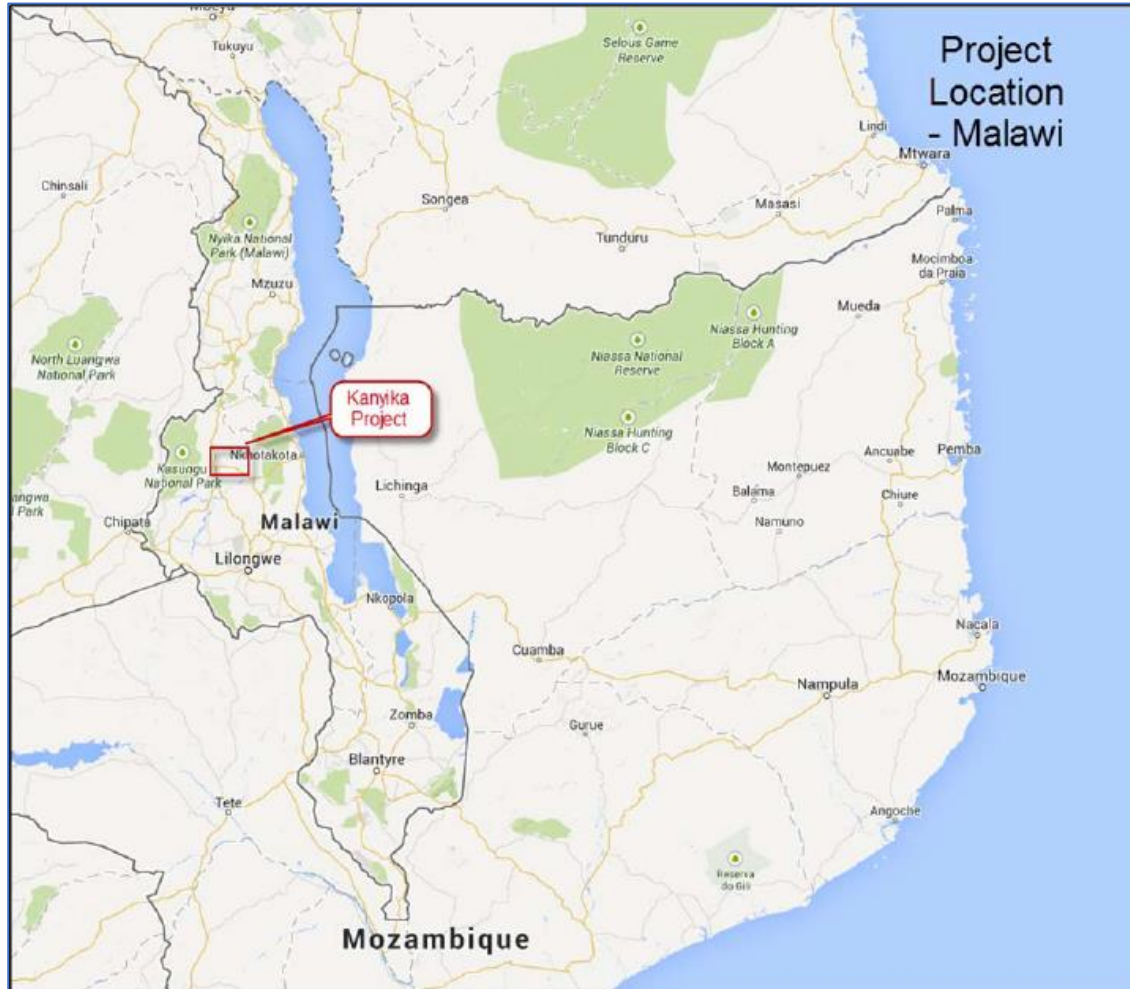 Mbeya
Tukuyu
Selous Game
Reserve
Project
Location
- Malawi
Lindi
Mtwara
Chinsali
Songea
Masasi
Palma
Nyika National
Park (Malawi)
Tunduru
Mocimboa
da Praia
Mzuzu
Mueda
Niassa Hunting
Block A
North Luangwa
National Park
Niassa National
Reserve
Kanyika
Project
Niassa Hunting
Block C
Nkhotakota
Kasungu
National Park
Ancuabe
Pemba
Montepuez
Lichinga
Balama
Chiure
angwa
l Park
Chipata
Malawi
Namuno
Lilongwe
Nkopola
Nacala
Cuamba
Mozambique
Nampula
Zomba
Gurue
Blantyre
Tete
Angoche
Reserva
do Gilé
Mozambique